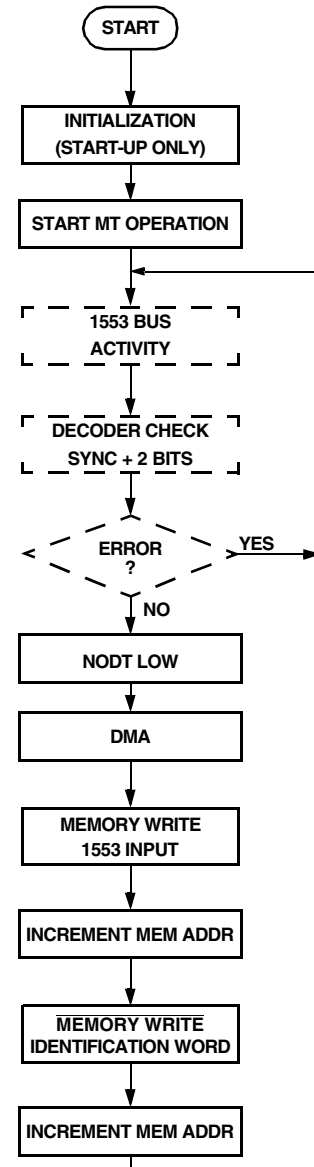 START
INITIALIZATION
(START-UP ONLY)
START MT OPERATION
1553 BUS
ACTIVITY
DECODER CHECK
SYNC + 2 BITS
ERROR
?
YES
NO
NODT LOW
DMA
MEMORY WRITE
1553 INPUT
INCREMENT MEM ADDR
MEMORY WRITE
IDENTIFICATION WORD
INCREMENT MEM ADDR